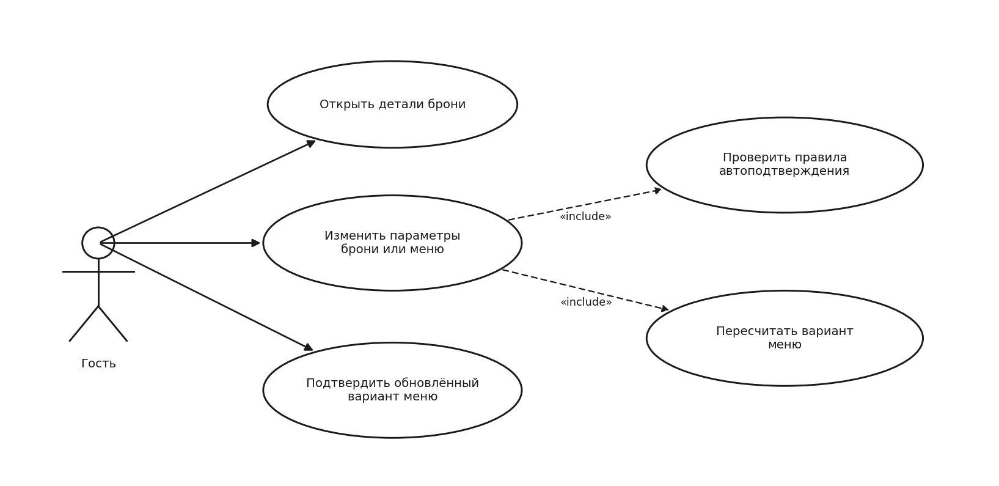 Открыть детали брони
Проверить правила
автоподтверждения
«include»
Изменить параметры
брони или меню
«include»
Пересчитать вариант
меню
Гость
Подтвердить обновлённый
вариант меню